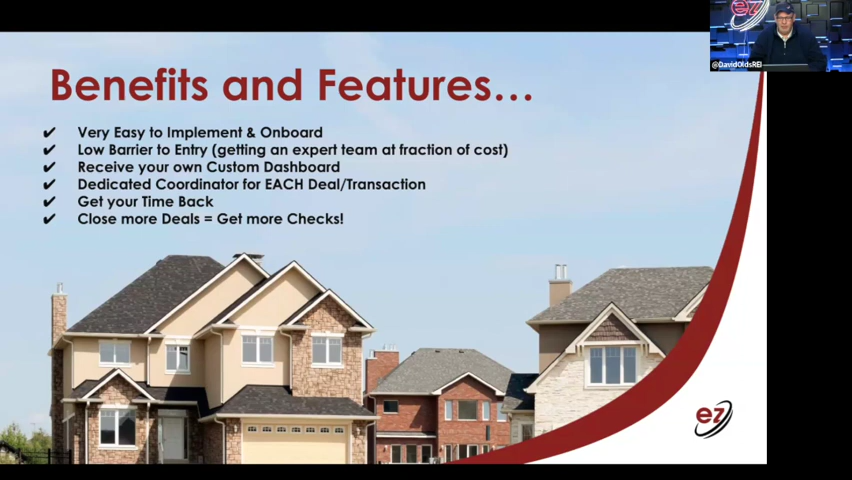 ez
@DavidOldsREI
Benefits and Features...
✔ Very Easy to Implement & Onboard
✔ Low Barrier to Entry (getting an expert team at fraction of cost)
✔ Receive your own Custom Dashboard
✔ Dedicated Coordinator for EACH Deal/Transaction
✔ Get your Time Back
✔ Close more Deals = Get more Checks!
ez